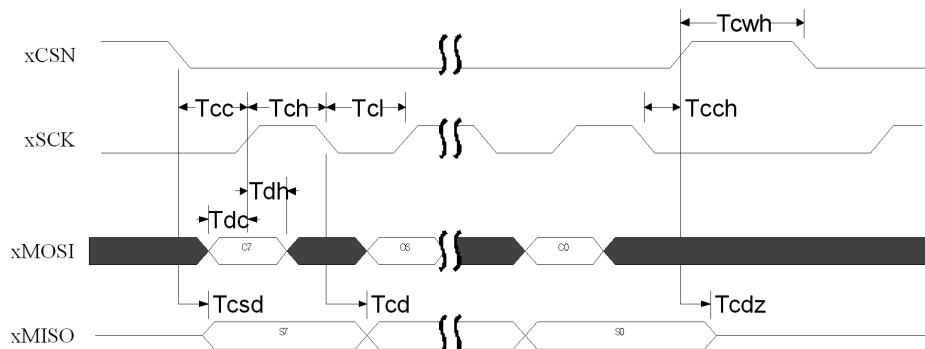 Tcwh
xCSN
Tcc Tch Tcl Tcch
xSCK
Tdh
Tdc
xMOSI C7 C6 C0
Tcsd Tcd Tcdz
xMISO S7 S0